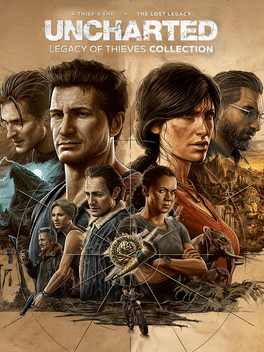 A THIEF'S END • THE LOST LEGACY
UNCHARTED
LEGACY OF THIEVES COLLECTION